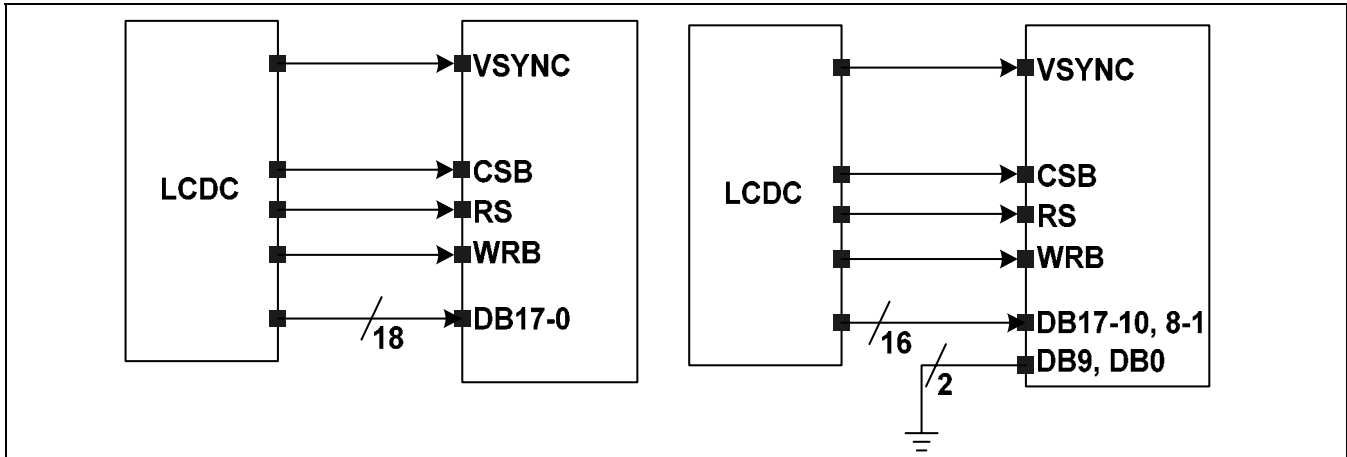 LCDC
VSYNC
CSB
RS
WRB
DB17-0
18
LCDC
VSYNC
CSB
RS
WRB
DB17-10, 8-1
16
DB9, DB0
2